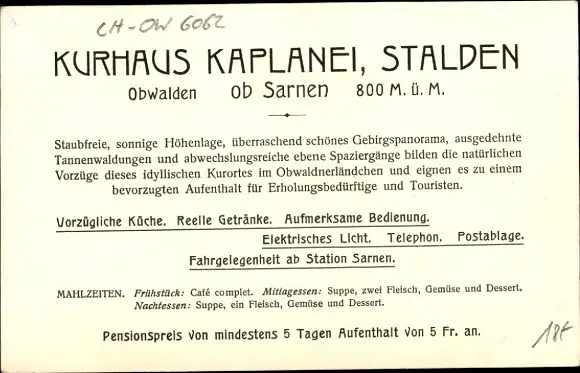 CH-OW 6062
KURHAUS KAPLANEI, STALDEN
Obwalden ob Sarnen 800 M. ü. M.
Staubfreie, sonnige Höhenlage, überraschend schönes Gebirgspanorama, ausgedehnte
Tannenwaldungen und abwechslungsreiche ebene Spaziergänge bilden die natürlichen
Vorzüge dieses idyllischen Kurortes im Obwaldnerländchen und eignen es zu einem
bevorzugten Aufenthalt für Erholungsbedürftige und Touristen.
Vorzügliche Küche. Reelle Getränke. Aufmerksame Bedienung.
Elektrisches Licht. Telephon. Postablage.
Fahrgelegenheit ab Station Sarnen.
MAHLZEITEN. Frühstück: Café complet. Mittagessen: Suppe, zwei Fleisch, Gemüse und Dessert.
Nachtessen: Suppe, ein Fleisch, Gemüse und Dessert.
Pensionspreis von mindestens 5 Tagen Aufenthalt von 5 Fr. an.